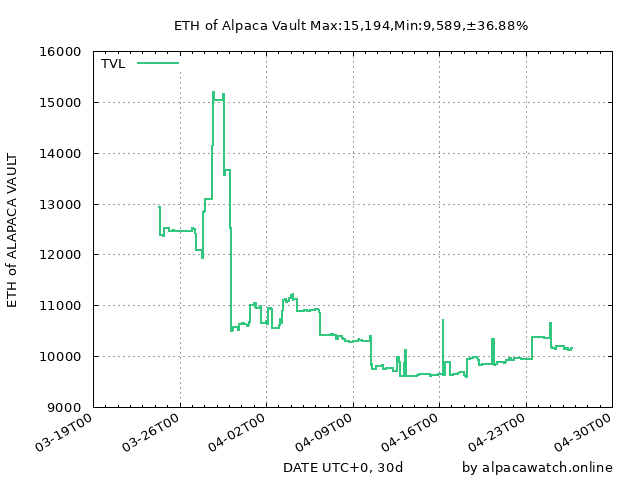 ETH of Alpaca Vault Max:15,194,Min:9,589,±36.88%
TVL
16000
15000
14000
13000
12000
11000
10000
9000
ETH of ALAPACA VAULT
03-19T00
03-26T00
04-02T00
04-09T00
04-16T00
04-23T00
04-30T00
DATE UTC+0, 30d
by alpacawatch.online